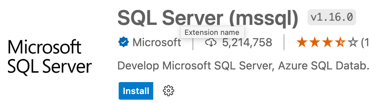 SQL Server (mssql) v1.16.0
Extension name
Microsoft
SQL Server
Microsoft | 5,214,758 | (1
Develop Microsoft SQL Server, Azure SQL Datab.
Install